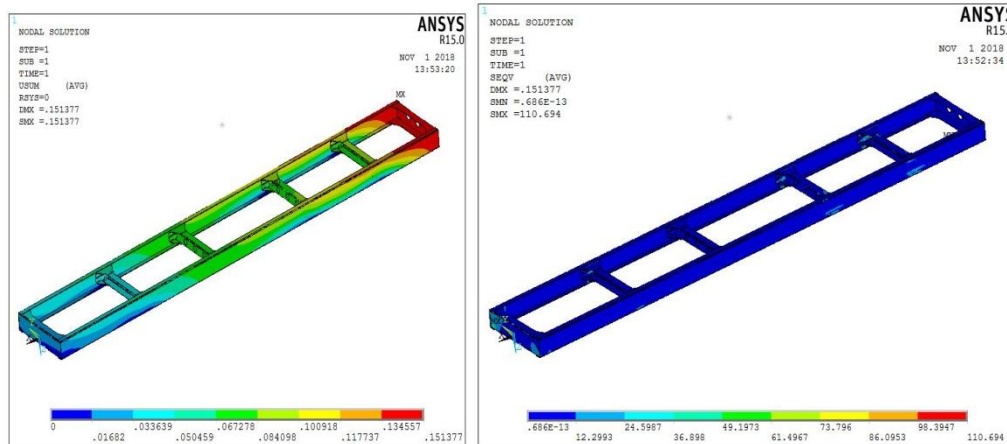 1
NODAL SOLUTION
STEP=1
SUB =1
TIME=1
USUM (AVG)
RSYS=0
DMX =.151377
SMX =.151377
ANSYS
R15.0
NOV 1 2018
13:53:20
MX
0
.01682
.033639
.050459
.067278
.084098
.100918
.117737
.134557
.151377
1
NODAL SOLUTION
STEP=1
SUB =1
TIME=1
SEQV (AVG)
DMX =.151377
SMN =.686E-13
SMX =110.694
ANSYS
R15.
NOV 1 2018
13:52:34
.686E-13
12.2993
24.5987
36.898
49.1973
61.4967
73.796
86.0953
98.3947